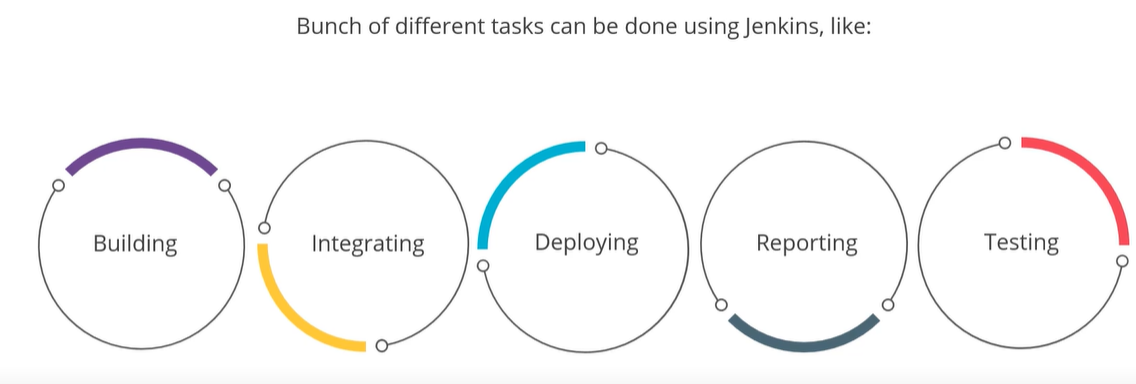 Bunch of different tasks can be done using Jenkins, like:
Building
Integrating
Deploying
Reporting
Testing